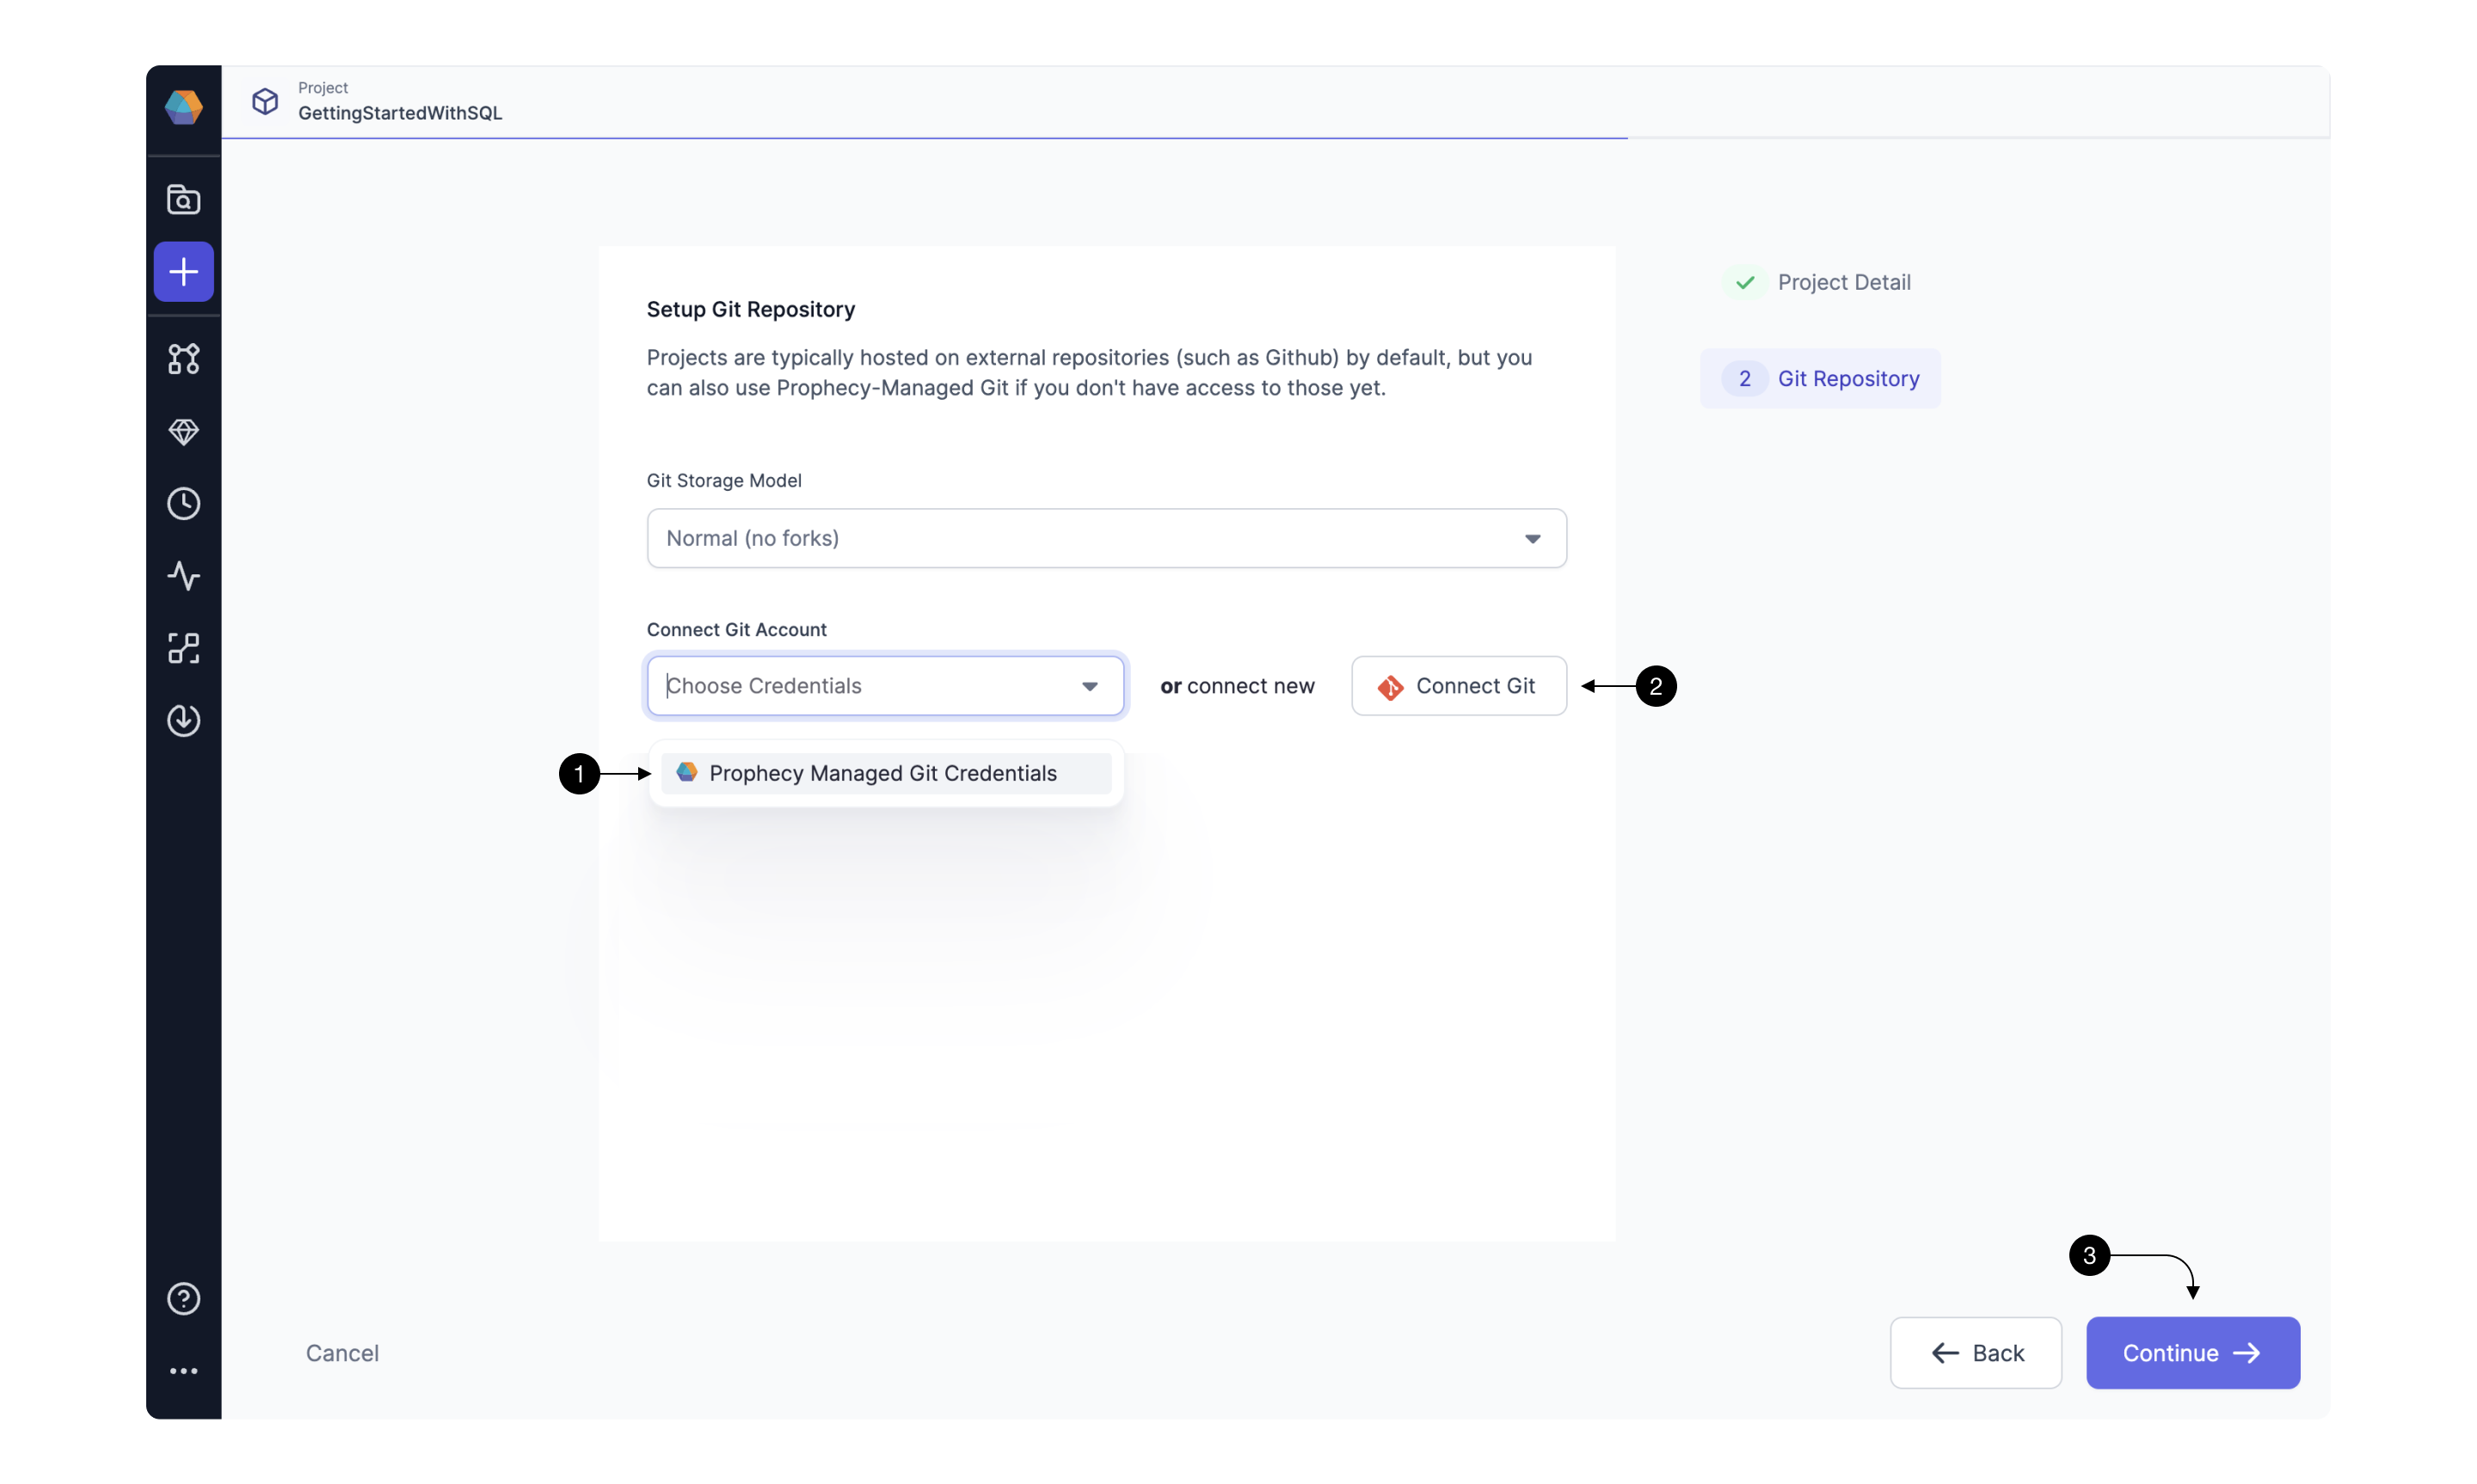 Project
GettingStartedWithSQL
Setup Git Repository
Projects are typically hosted on external repositories (such as Github) by default, but you
can also use Prophecy-Managed Git if you don't have access to those yet.
Git Storage Model
Normal (no forks)
Connect Git Account
Choose Credentials
or connect new
Connect Git
2
1
Prophecy Managed Git Credentials
Project Detail
2 Git Repository
3
Cancel
Back
Continue